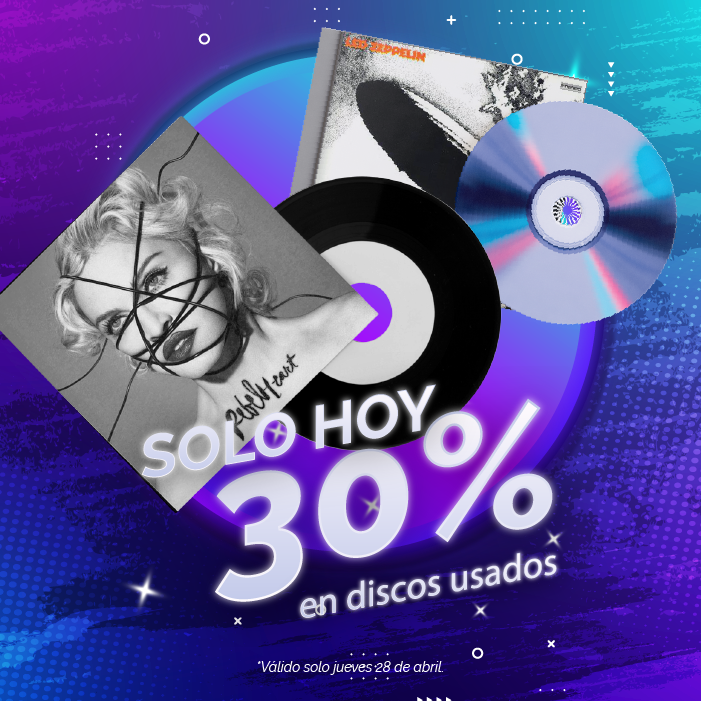 LED ZEPPELIN
Rebel Heart
SOLO HOY
30%
en discos usados
*Válido solo jueves 28 de abril.